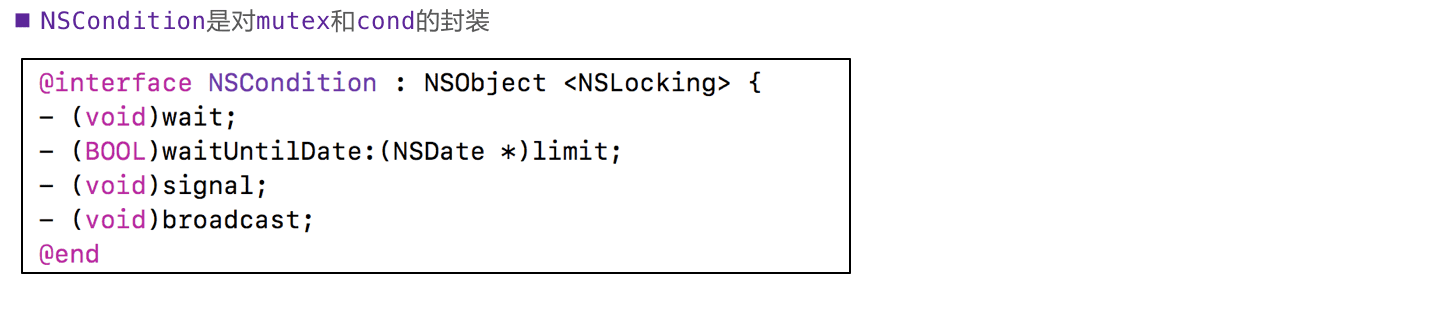 NSCondition是对mutex和cond的封装
@interface NSCondition : NSObject <NSLocking> {
- (void)wait;
- (BOOL)waitUntilDate:(NSDate *)limit;
- (void)signal;
- (void)broadcast;
@end